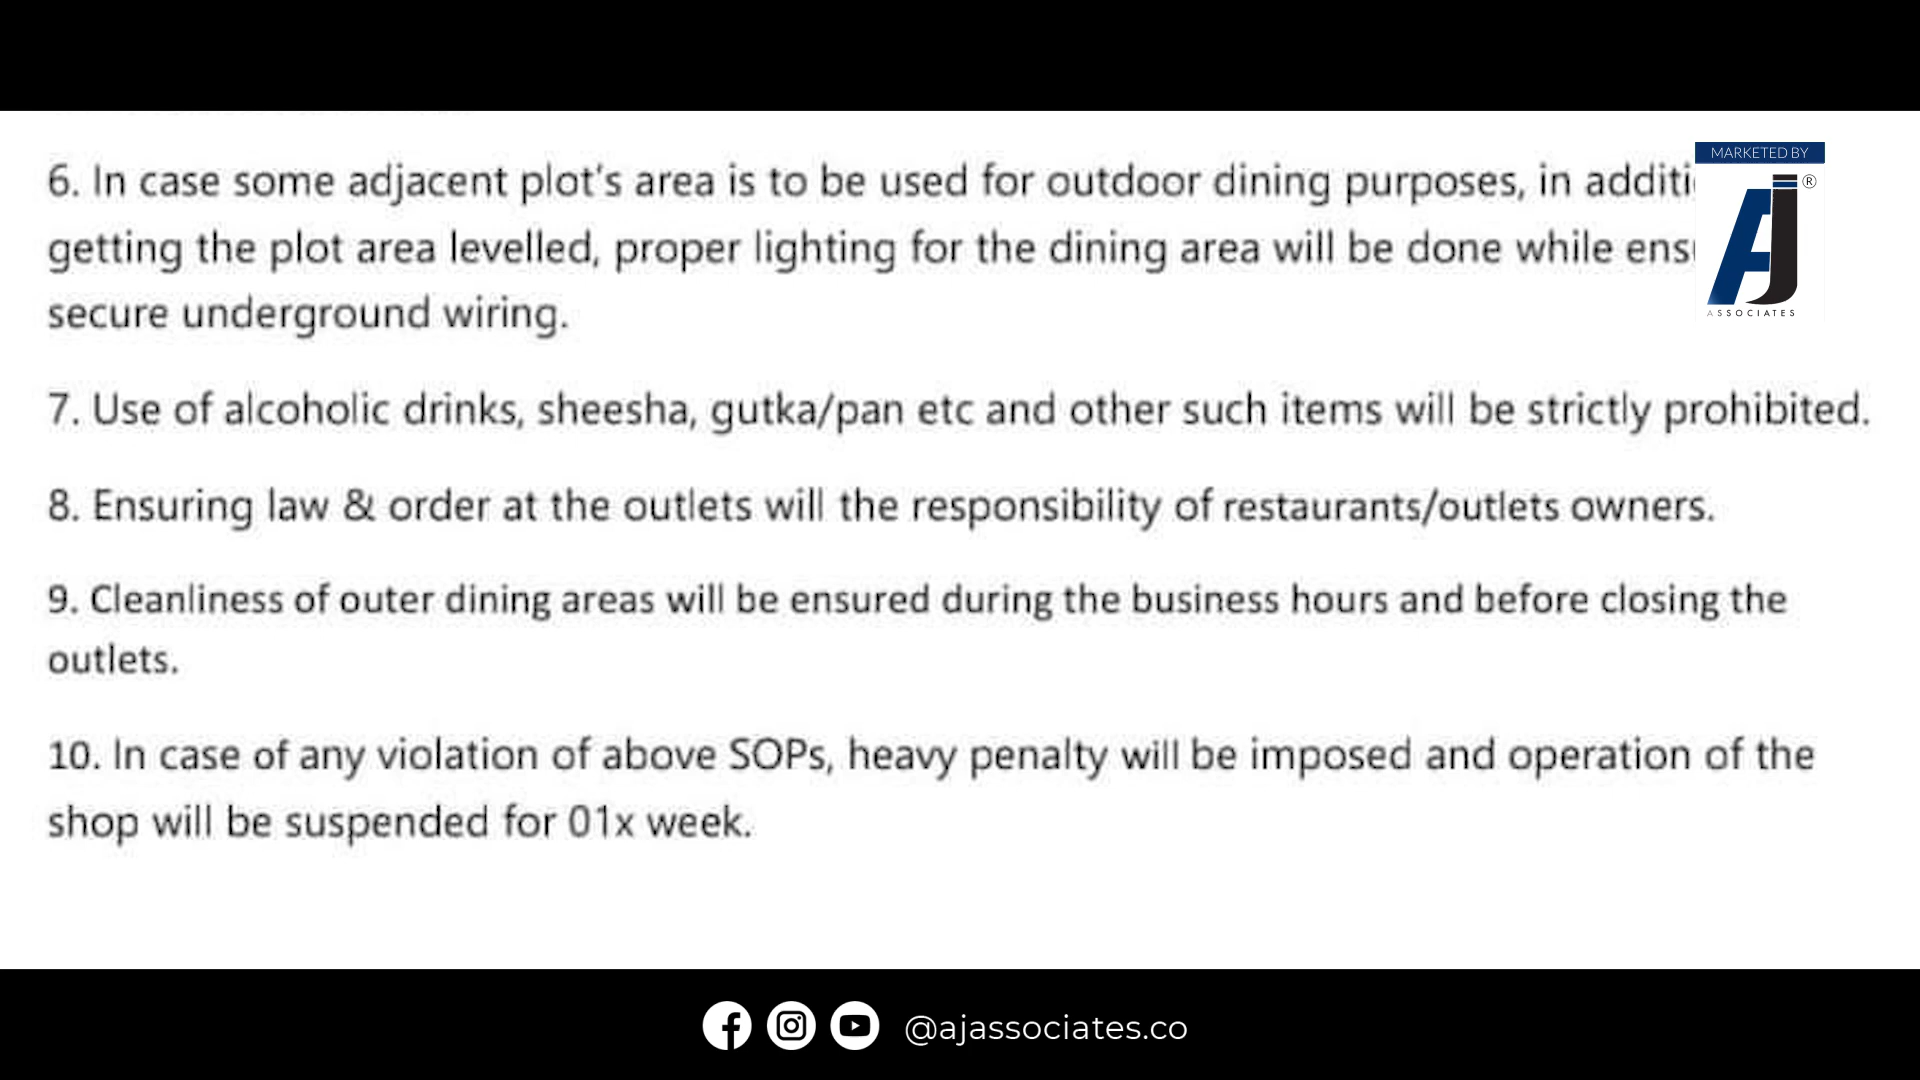 MARKETED BY
AJ ®
ASSOCIATES
6. In case some adjacent plot's area is to be used for outdoor dining purposes, in
getting the plot area levelled, proper lighting for the dining area will be done while
secure underground wiring.
7. Use of alcoholic drinks, sheesha, gutka/pan etc and other such items will be strictly prohibited.
8. Ensuring law & order at the outlets will the responsibility of restaurants/outlets owners.
9. Cleanliness of outer dining areas will be ensured during the business hours and before closing the
outlets.
10. In case of any violation of above SOPs, heavy penalty will be imposed and operation of the
shop will be suspended for 01x week.
@ajassociates.co